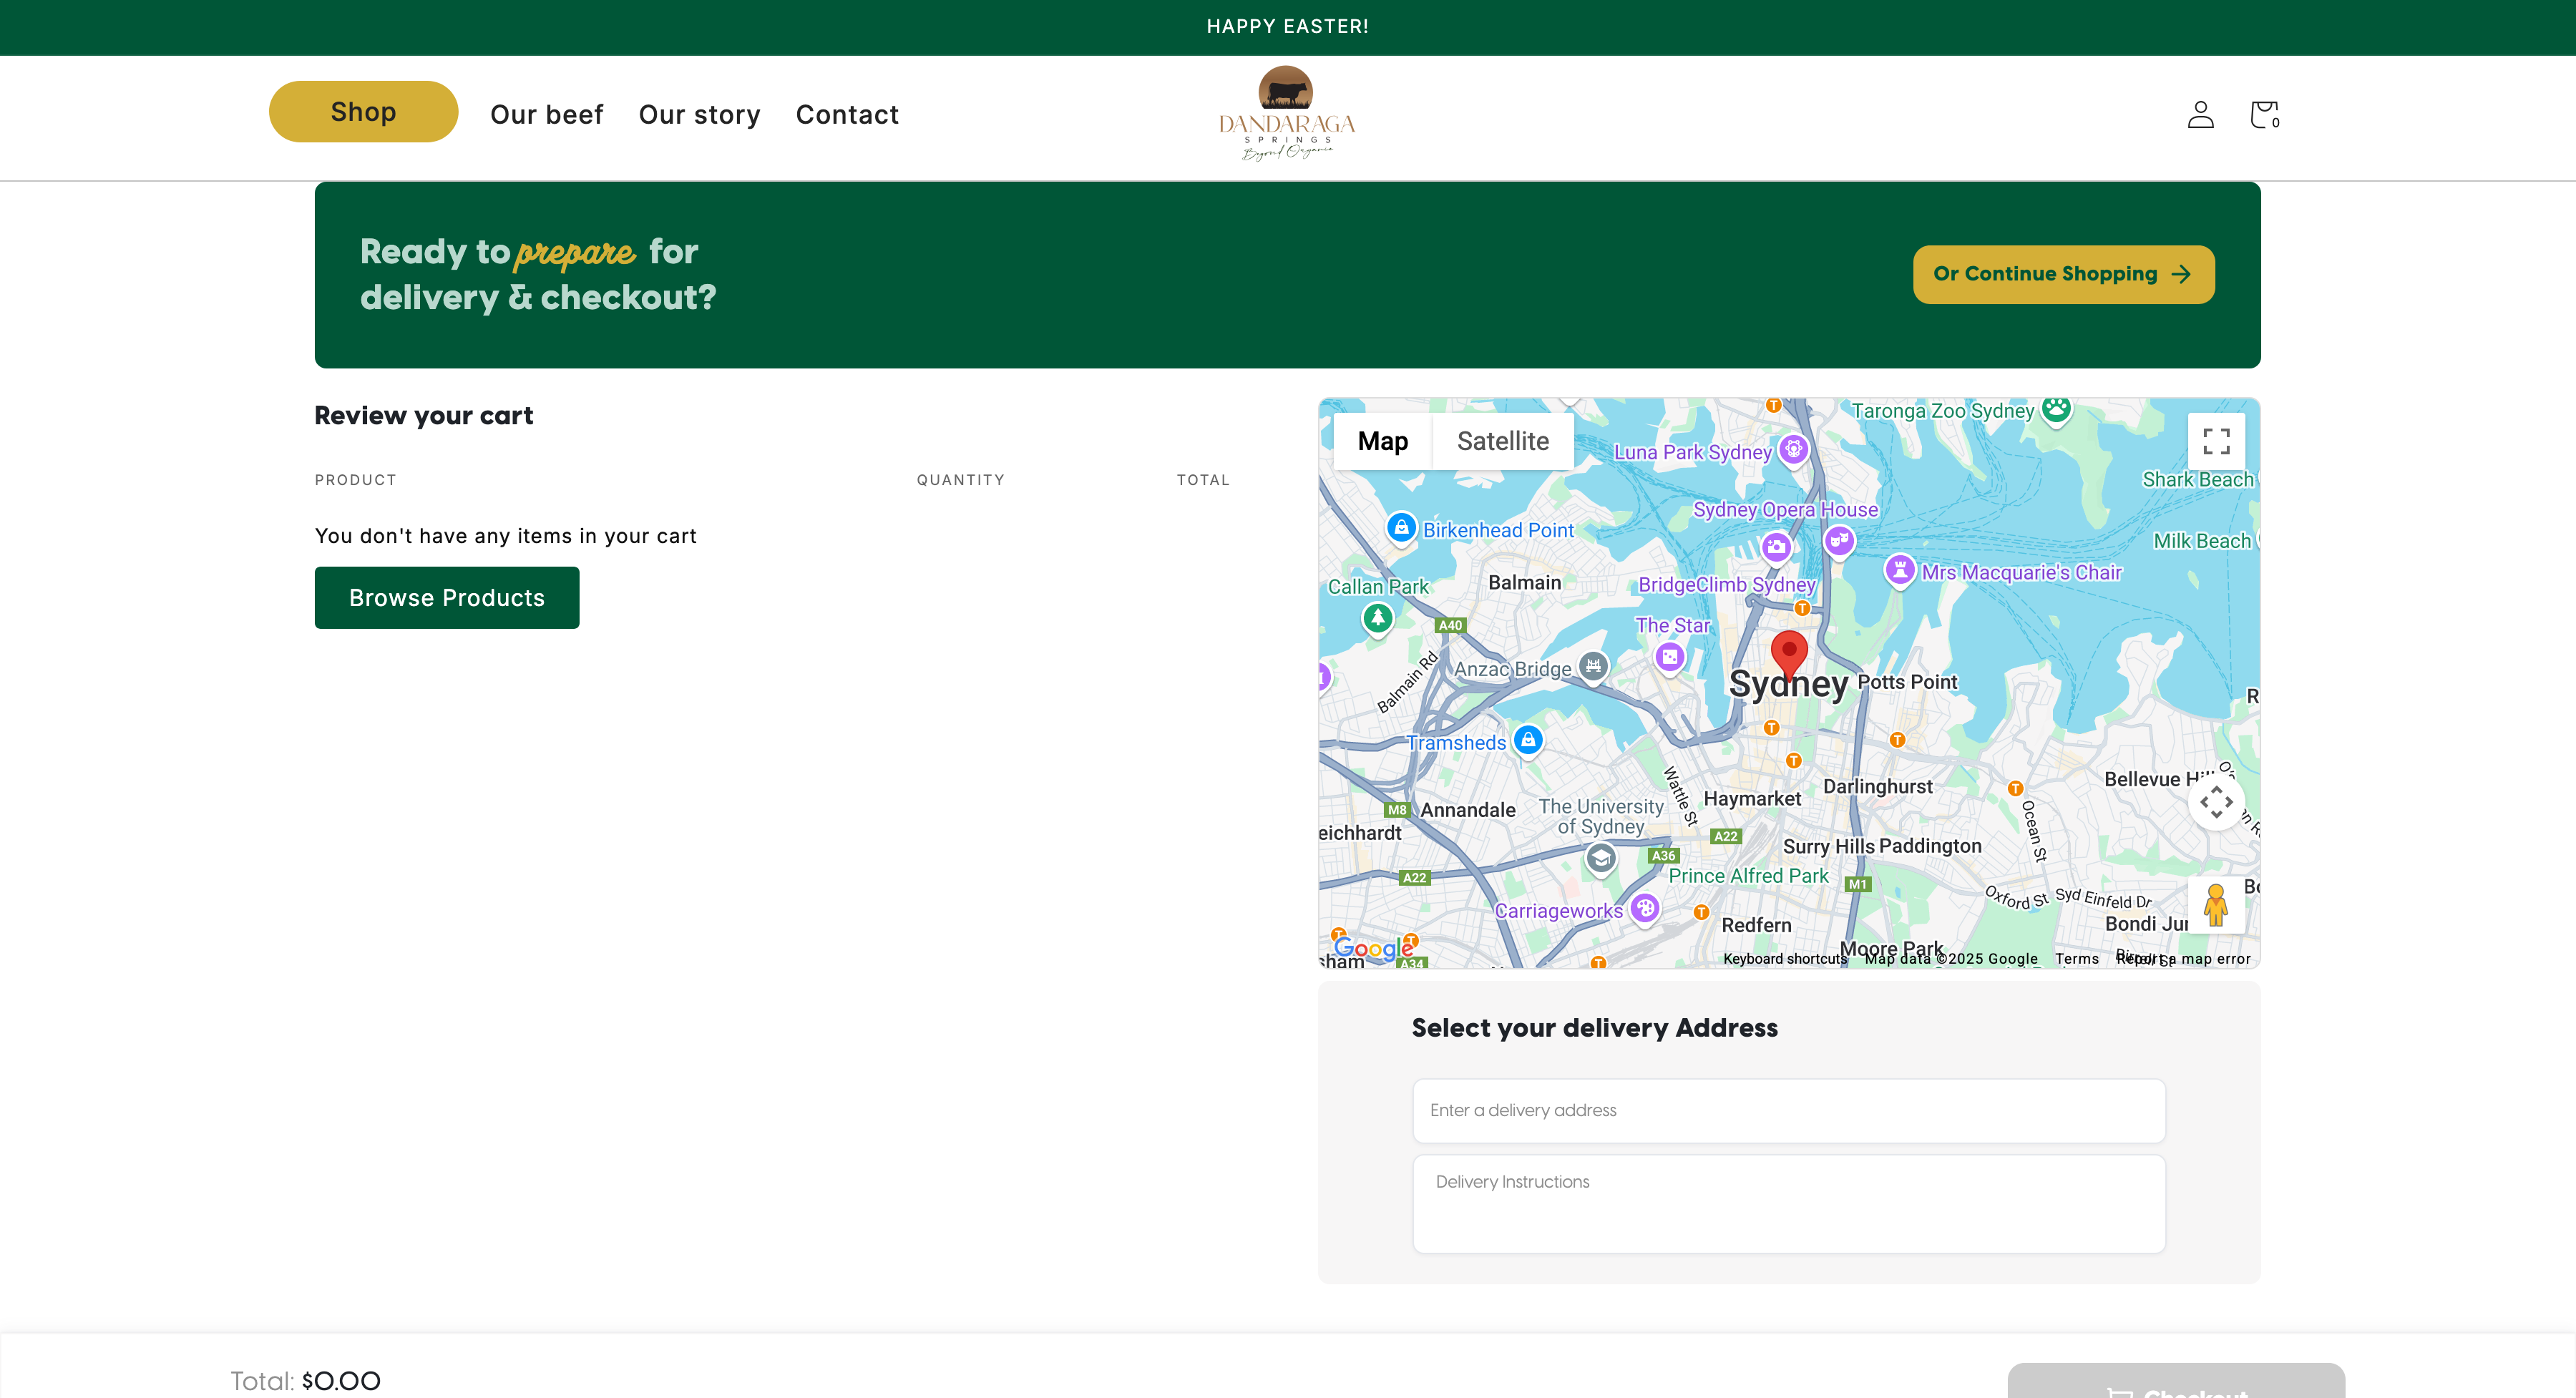 HAPPY EASTER!
Shop
Our beef
Our story
Contact
DANDARAGA
SPRINGS
Beyond Organic
0
Ready to prepare for
delivery & checkout?
Or Continue Shopping
Review your cart
PRODUCT
QUANTITY
TOTAL
You don't have any items in your cart
Browse Products
Map
Satellite
Taronga Zoo Sydney
Luna Park Sydney
Shark Beach
Sydney Opera House
Birkenhead Point
Milk Beach
Balmain
BridgeClimb Sydney
Mrs Macquarie's Chair
Callan Park
A40
The Star
Balmain Rd
Anzac Bridge
Sydney
Potts Point
Tramsheds
Wattle St
Darlinghurst
Haymarket
M8
Annandale
The University
of Sydney
eichhardt
A22
Surry Hills
Paddington
Ocean St
A36
A22
Prince Alfred Park
M1
Oxford St
Syd Einfeld Dr
Carriageworks
Redfern
Moore Park
Google
sham
A34
Keyboard shortcuts
Map data ©2025 Google
Terms
Report a map error
Select your delivery Address
Enter a delivery address
Delivery Instructions
Total: $0.00
Checkout